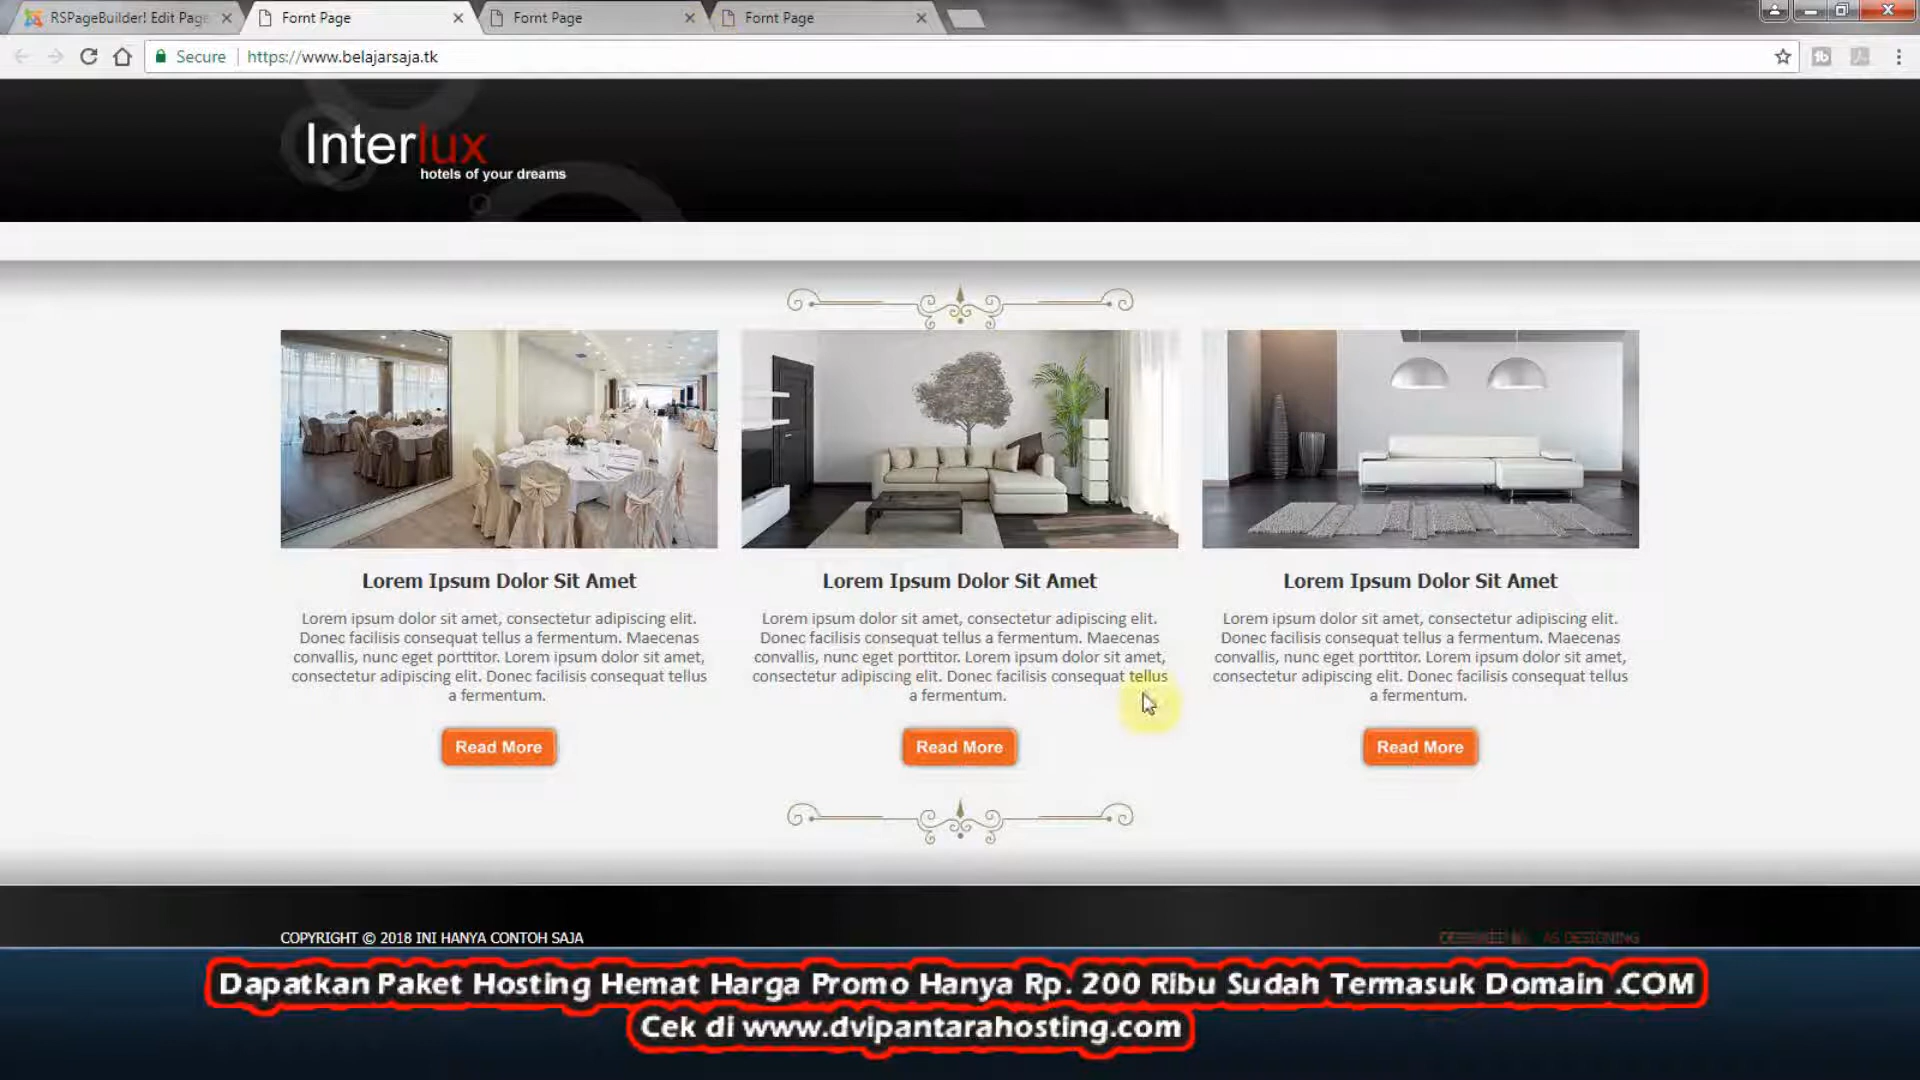 RSPageBuilder! Edit Page
Fornt Page
Fornt Page
Fornt Page
Secure
https://www.belajarsaja.tk
Interlux
hotels of your dreams
Lorem Ipsum Dolor Sit Amet
Lorem ipsum dolor sit amet, consectetur adipiscing elit.
Donec facilisis consequat tellus a fermentum. Maecenas
convallis, nunc eget porttitor. Lorem ipsum dolor sit amet,
consectetur adipiscing elit. Donec facilisis consequat tellus
a fermentum.
Read More
Lorem Ipsum Dolor Sit Amet
Lorem ipsum dolor sit amet, consectetur adipiscing elit.
Donec facilisis consequat tellus a fermentum. Maecenas
convallis, nunc eget porttitor. Lorem ipsum dolor sit amet,
consectetur adipiscing elit. Donec facilisis consequat tellus
a fermentum.
Read More
Lorem Ipsum Dolor Sit Amet
Lorem ipsum dolor sit amet, consectetur adipiscing elit.
Donec facilisis consequat tellus a fermentum. Maecenas
convallis, nunc eget porttitor. Lorem ipsum dolor sit amet,
consectetur adipiscing elit. Donec facilisis consequat tellus
a fermentum.
Read More
COPYRIGHT © 2018 INI HANYA CONTOH SAJA
AS DESIGNING
Dapatkan Paket Hosting Hemat Harga Promo Hanya Rp. 200 Ribu Sudah Termasuk Domain .COM
Cek di www.dvipantarahosting.com